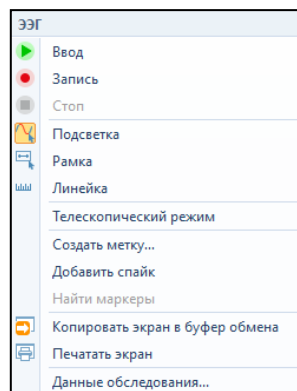 ЭЭГ
Ввод
Запись
Стоп
Подсветка
Рамка
Линейка
Телескопический режим
Создать метку...
Добавить спайк
Найти маркеры
Копировать экран в буфер обмена
Печатать экран
Данные обследования...